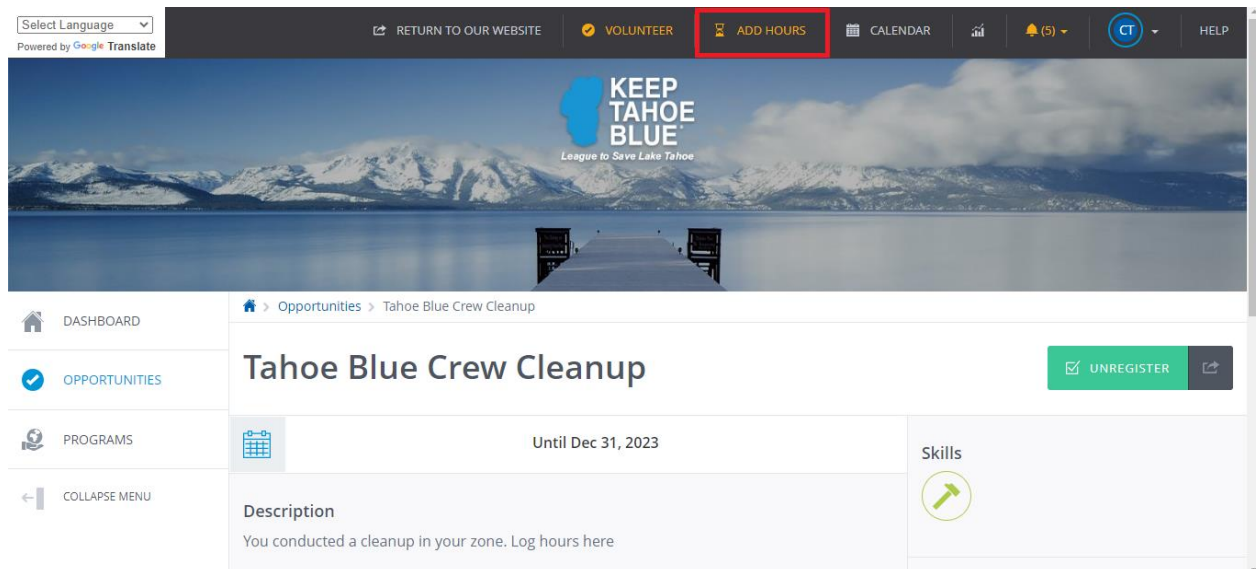 Select Language
Powered by Google Translate
RETURN TO OUR WEBSITE
VOLUNTEER
ADD HOURS
CALENDAR
(5)
CT
HELP
KEEP
TAHOE
BLUE
League to Save Lake Tahoe
DASHBOARD
OPPORTUNITIES
PROGRAMS
COLLAPSE MENU
> Opportunities > Tahoe Blue Crew Cleanup
Tahoe Blue Crew Cleanup
UNREGISTER
Until Dec 31, 2023
Skills
Description
You conducted a cleanup in your zone. Log hours here